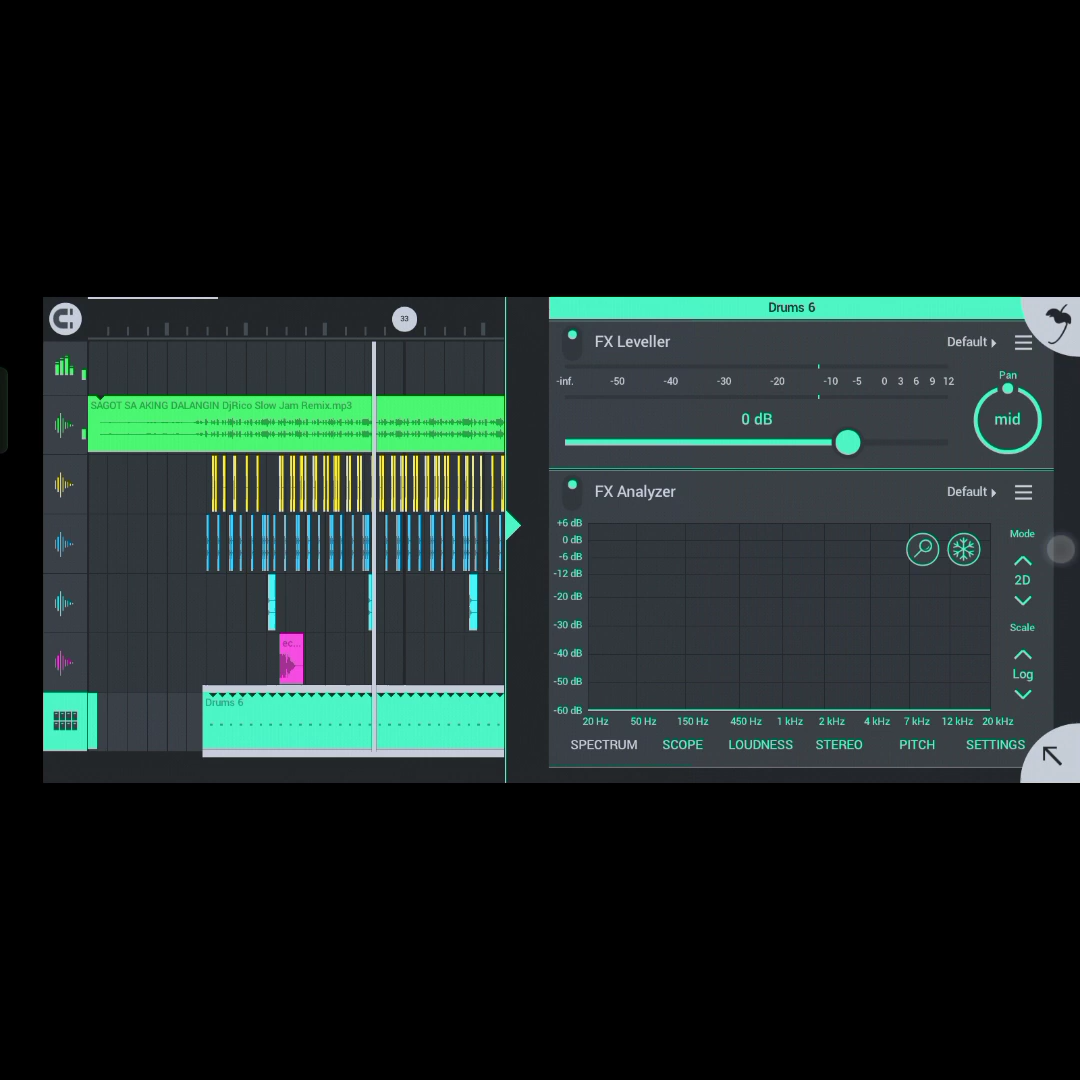 33
Drums 6
FX Leveller
Default
-inf.
-50
-40
-30
-20
-10
-5
0
3
6
9
12
Pan
0 dB
mid
SAGOT SA AKING DALANGIN DjRico Slow Jam Remix.mp3
FX Analyzer
Default
+6 dB
0 dB
-6 dB
-12 dB
-20 dB
-30 dB
-40 dB
-50 dB
-60 dB
Mode
2D
Scale
Log
ec...
Drums 6
20 Hz
50 Hz
150 Hz
450 Hz
1 kHz
2 kHz
4 kHz
7 kHz
12 kHz
20 kHz
SPECTRUM
SCOPE
LOUDNESS
STEREO
PITCH
SETTINGS